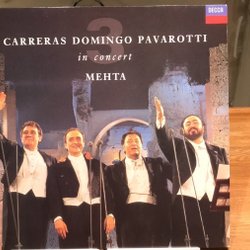 DECCA
3
CARRERAS DOMINGO PAVAROTTI
in concert
MEHTA